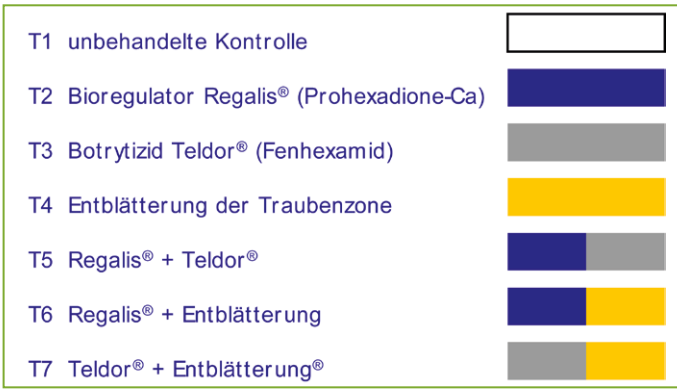 T1 unbehandelte Kontrolle
T2 Bioregulator Regalis® (Prohexadione-Ca)
T3 Botrytizid Teldor® (Fenhexamid)
T4 Entblätterung der Traubenzone
T5 Regalis® + Teldor®
T6 Regalis® + Entblätterung
T7 Teldor® + Entblätterung®